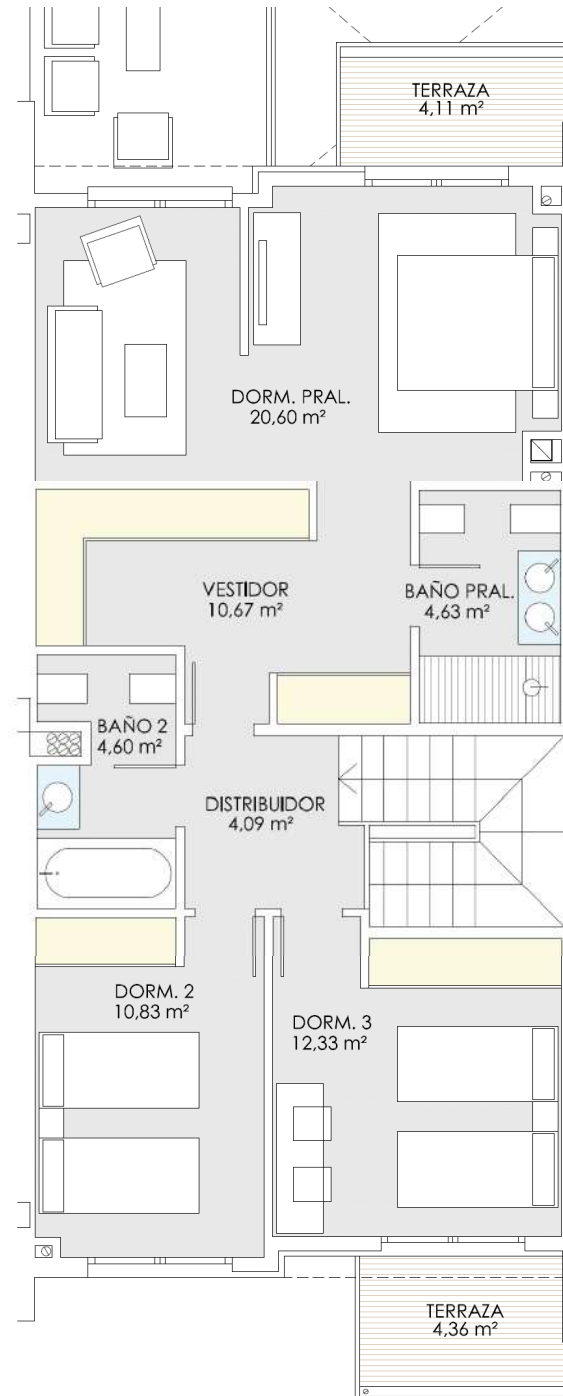 TERRAZA
4,11 m²
DORM. PRAL.
20,60 m²
VESTIDOR
10,67 m²
BAÑO PRAL.
4,63 m²
BAÑO 2
4,60 m²
DISTRIBUIDOR
4,09 m²
DORM. 2
10,83 m²
DORM. 3
12,33 m²
TERRAZA
4,36 m²